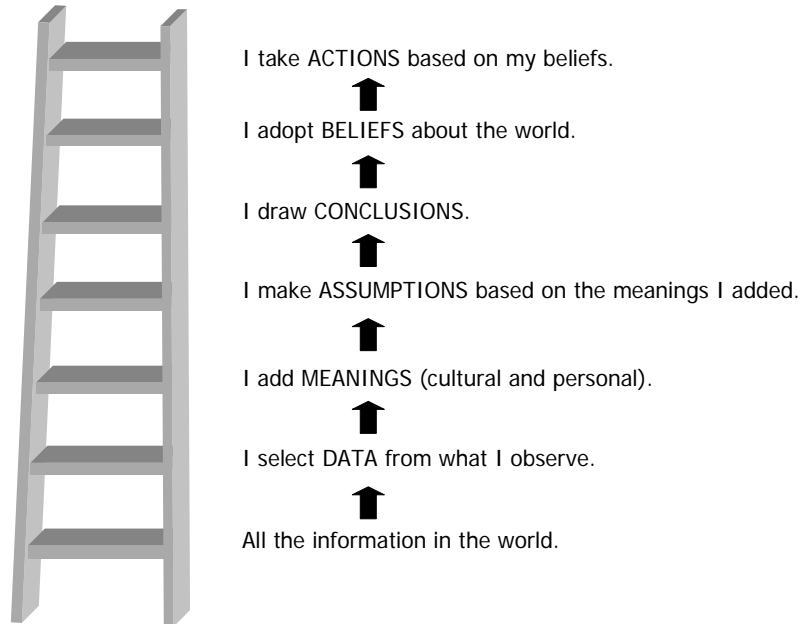 I take ACTIONS based on my beliefs.
I adopt BELIEFS about the world.
I draw CONCLUSIONS.
I make ASSUMPTIONS based on the meanings I added.
I add MEANINGS (cultural and personal).
I select DATA from what I observe.
All the information in the world.